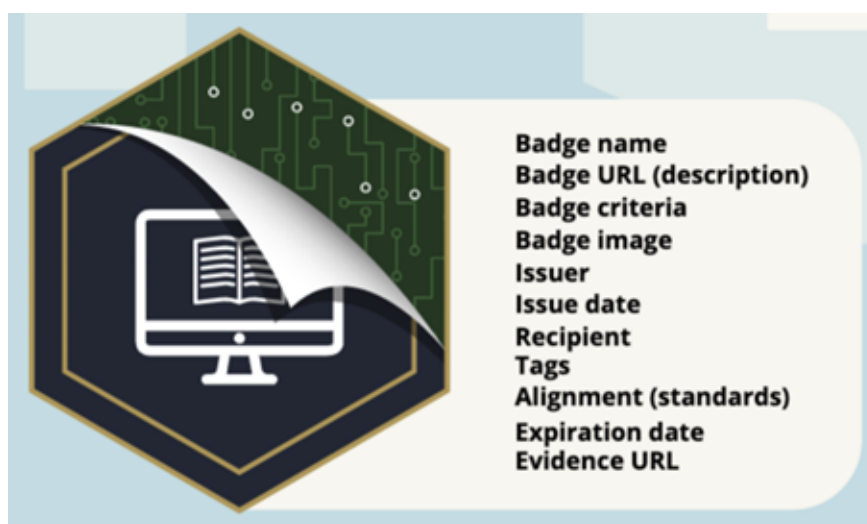 Badge name
Badge URL (description)
Badge criteria
Badge image
Issuer
Issue date
Recipient
Tags
Alignment (standards)
Expiration date
Evidence URL